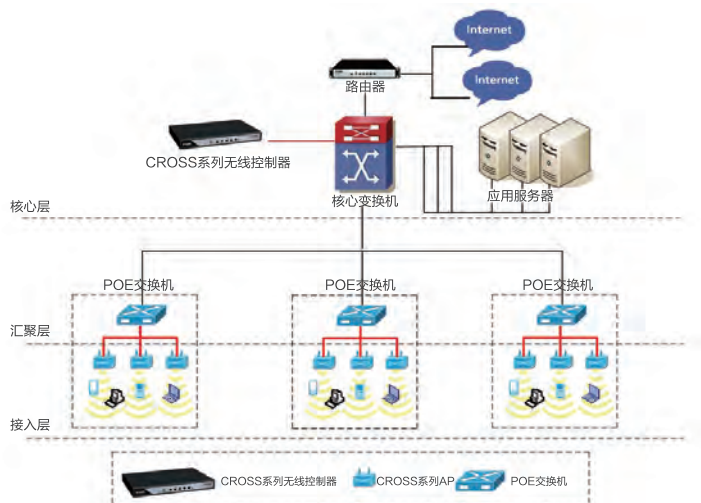 Internet
Internet
路由器
CROSS系列无线控制器
核心变换机
应用服务器
核心层
POE交换机
POE交换机
POE交换机
汇聚层
接入层
CROSS系列无线控制器
CROSS系列AP
POE交换机